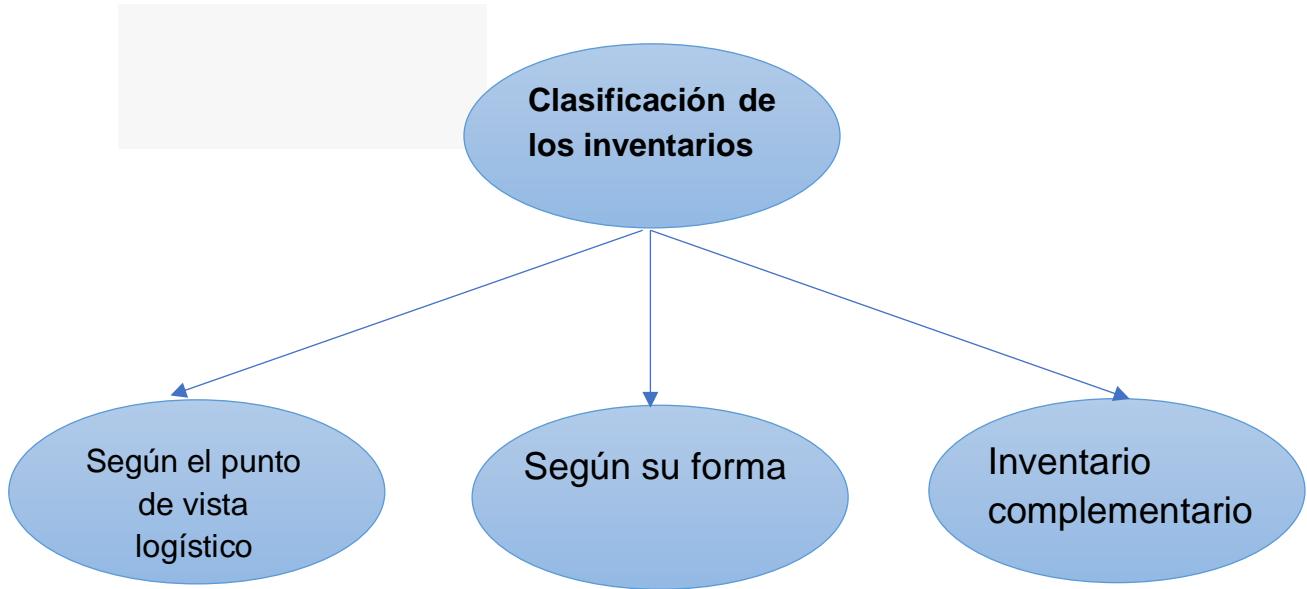 Clasificación de
los inventarios
Según el punto
de vista
logístico
Según su forma
Inventario
complementario